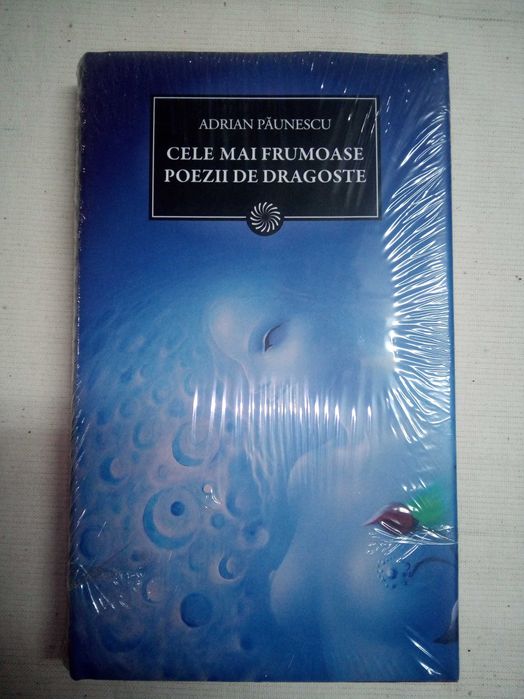 ADRIAN PĂUNESCU
CELE MAI FRUMOASE
POEZII DE DRAGOSTE